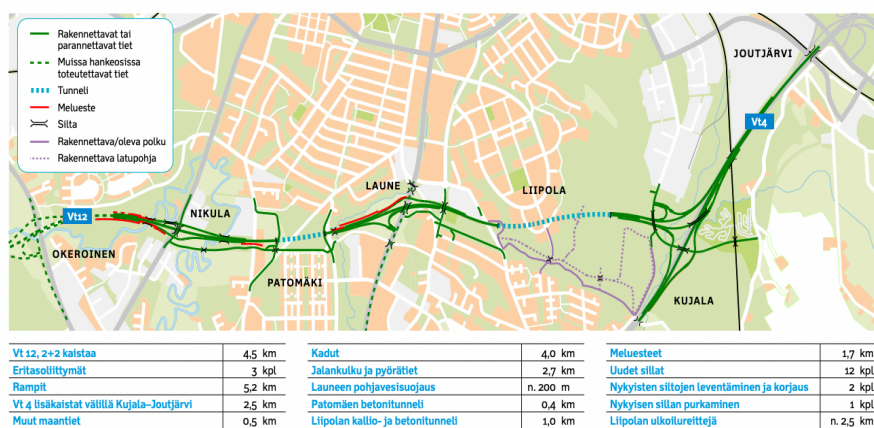 Rakennettavat tai
parannettavat tiet
Muissa hankeosissa
toteutettavat tiet
Tunneli
Melueste
Silta
Rakennettava/oleva polku
Rakennettava latupohja
JOUTJÄRVI
Vt4
LAUNE
LIIPOLA
NIKULA
Vt12
OKEROINEN
PATOMÄKI
KUJALA
Vt 12, 2+2 kaistaa 4,5 km
Eritasoliittymät 3 kpl
Rampit 5,2 km
Vt 4 lisäkaistat välillä Kujala–Joutjärvi 2,5 km
Muut maantiet 0,5 km
Kadut 4,0 km
Jalankulku ja pyörätiet 2,7 km
Launeen pohjavesisuojaus n. 200 m
Patomäen betonitunneli 0,4 km
Liipolan kallio- ja betonitunneli 1,0 km
Meluesteet 1,7 km
Uudet sillat 12 kpl
Nykyisten siltojen leventäminen ja korjaus 2 kpl
Nykyisen sillan purkaminen 1 kpl
Liipolan ulkoilureittejä n. 2,5 km